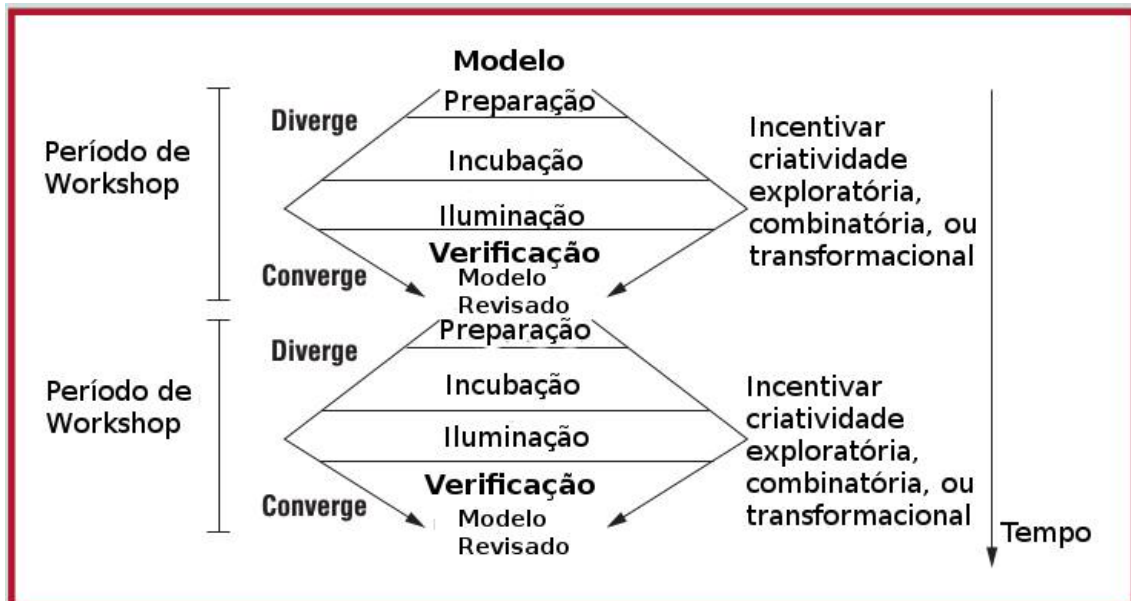 Modelo
Preparação
Diverge
Período de
Workshop
Incubação
Iluminação
Incentivar
criatividade
exploratória,
combinatória, ou
transformacional
Verificação
Converge
Modelo
Revisado
Preparação
Diverge
Período de
Workshop
Incubação
Iluminação
Incentivar
criatividade
exploratória,
combinatória, ou
transformacional
Verificação
Converge
Modelo
Revisado
Tempo